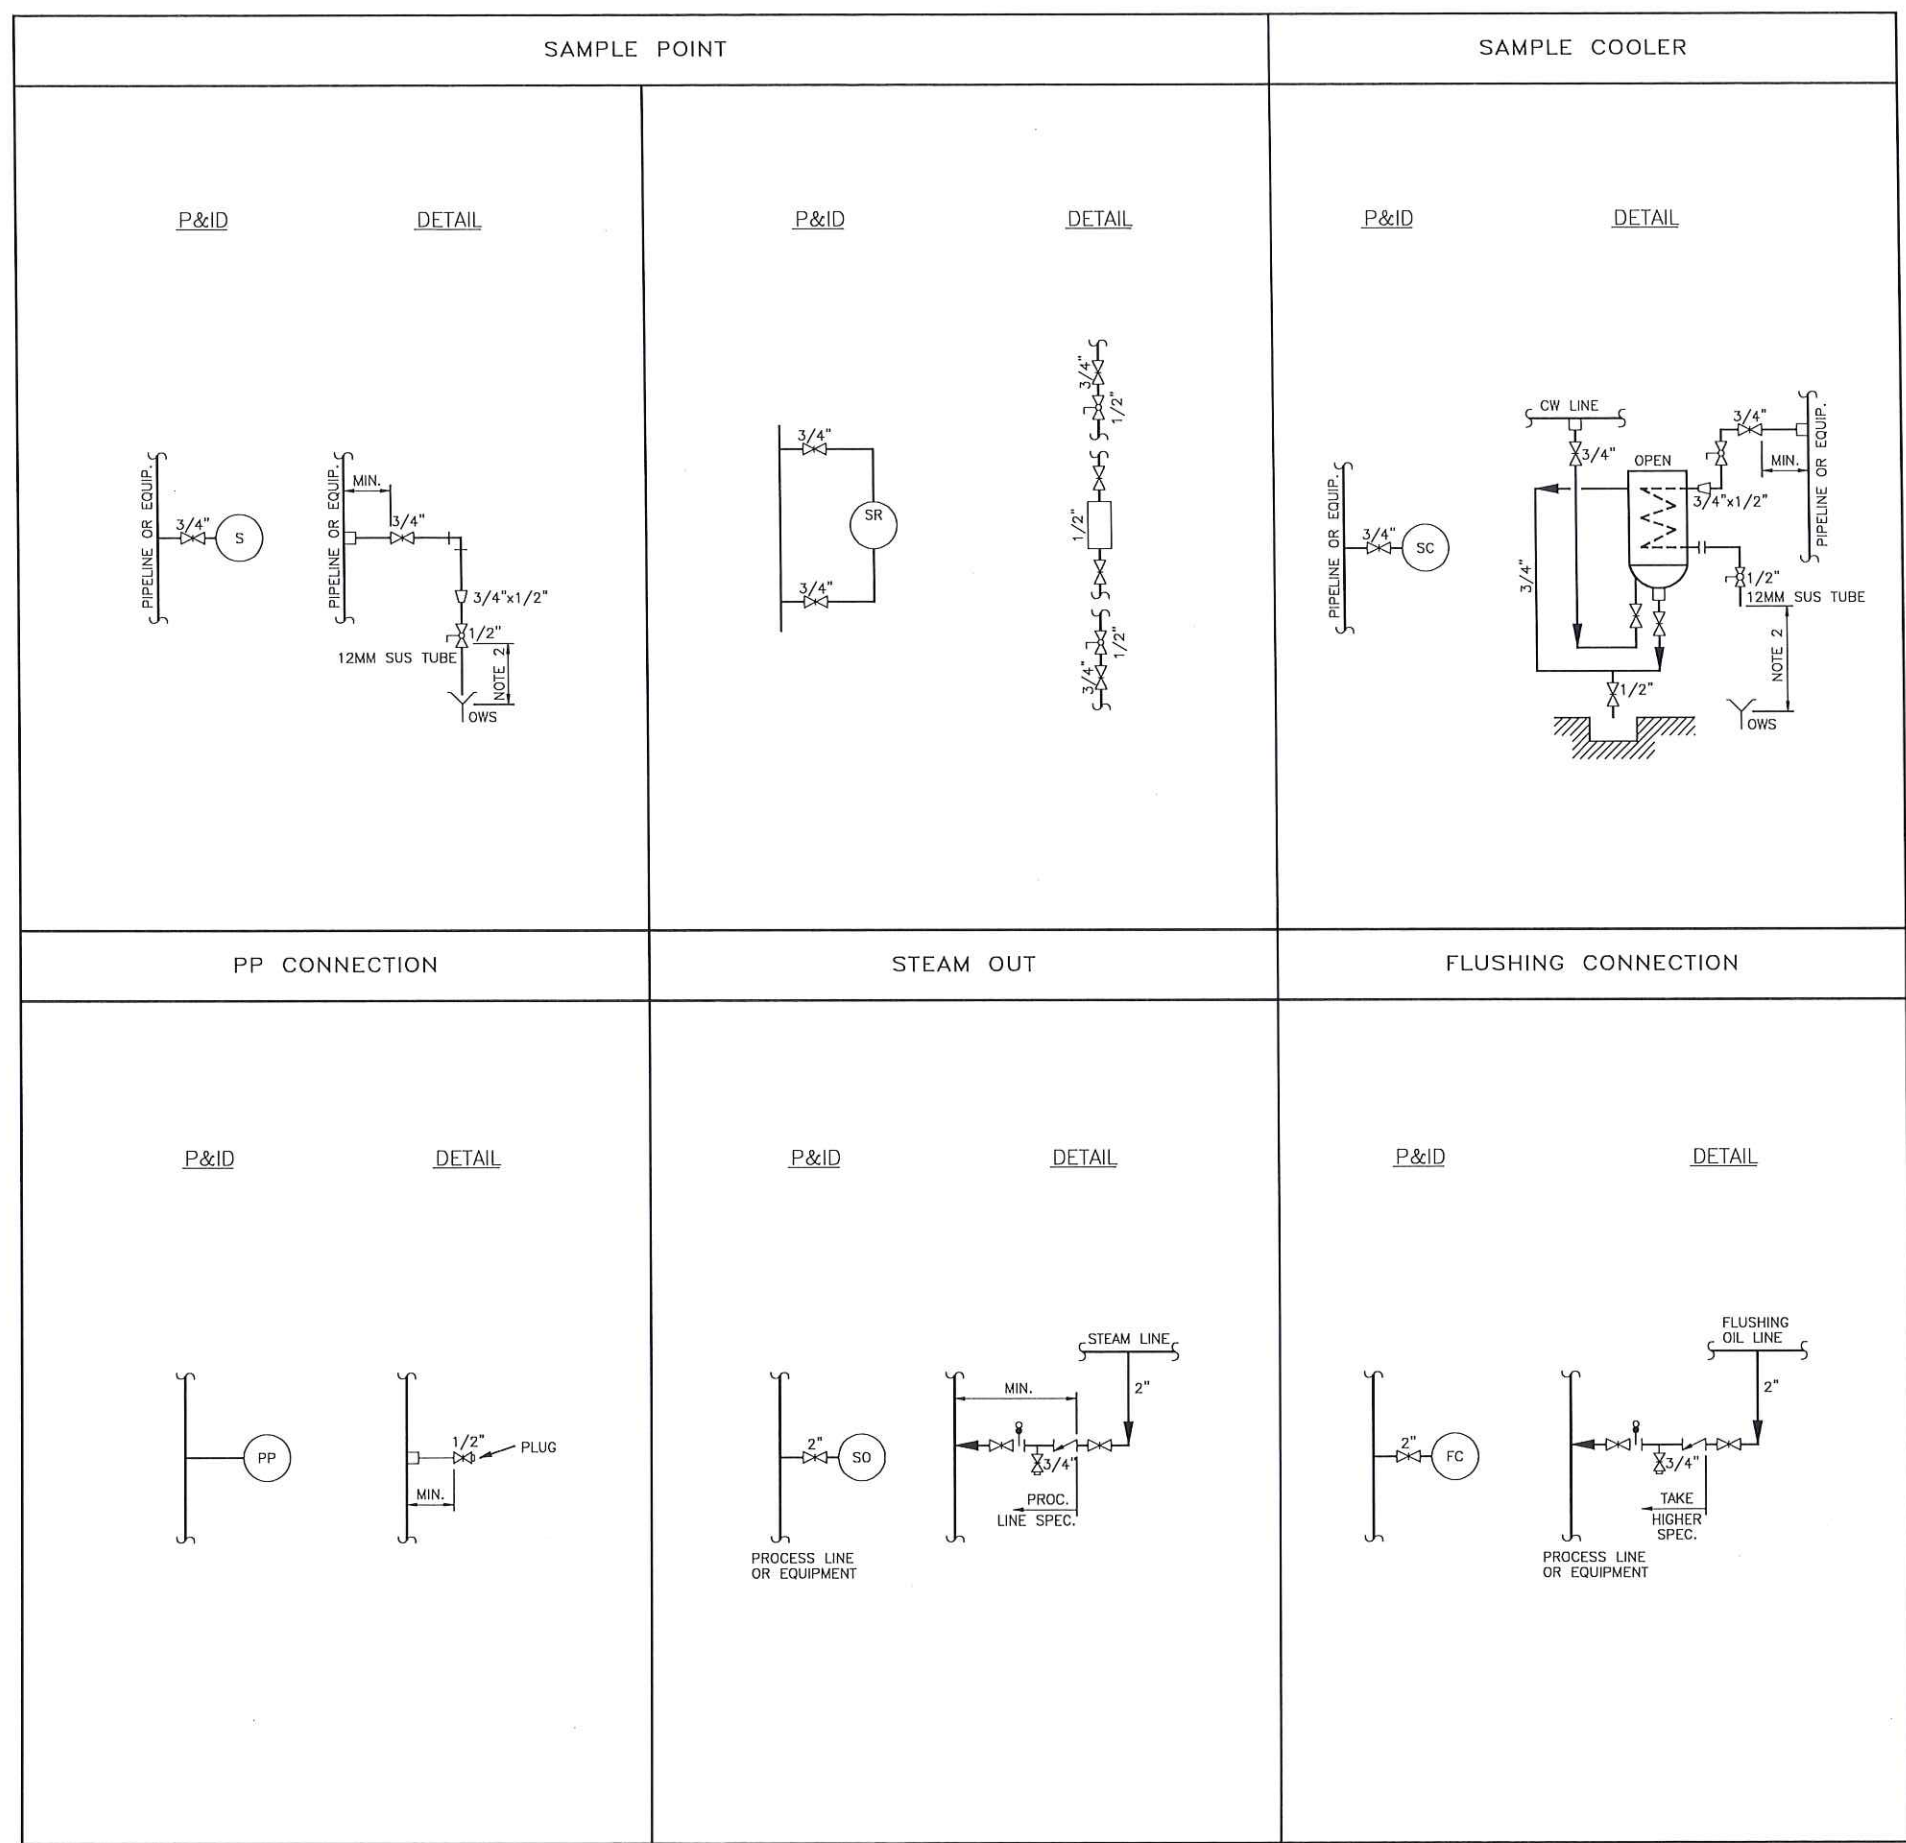 SAMPLE POINT
SAMPLE COOLER
P&ID
DETAIL
PIPELINE OR EQUIP.
3/4"
S
PIPELINE OR EQUIP.
MIN.
3/4"
3/4"x1/2"
1/2"
12MM SUS TUBE
NOTE 2
OWS
P&ID
DETAIL
3/4"
SR
3/4"
3/4"
1/2"
1/2"
1/2"
3/4"
P&ID
DETAIL
PIPELINE OR EQUIP.
3/4"
SC
CW LINE
3/4"
OPEN
3/4"
MIN.
PIPELINE OR EQUIP.
3/4"x1/2"
3/4"
1/2"
12MM SUS TUBE
NOTE 2
1/2"
OWS
PP CONNECTION
STEAM OUT
FLUSHING CONNECTION
P&ID
DETAIL
PP
1/2"
PLUG
MIN.
P&ID
DETAIL
2"
SO
PROCESS LINE
OR EQUIPMENT
STEAM LINE
MIN.
2"
3/4"
PROC.
LINE SPEC.
P&ID
DETAIL
2"
FC
FLUSHING
OIL LINE
2"
3/4"
TAKE
HIGHER
SPEC.
PROCESS LINE
OR EQUIPMENT